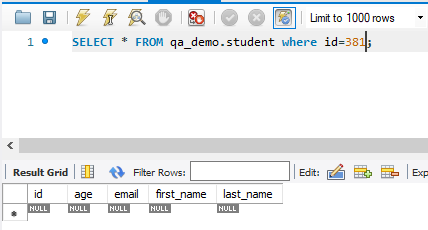 Limit to 1000 rows
1 SELECT * FROM qa_demo.student where id=381;
Result Grid Filter Rows: Edit:
id age email first_name last_name
NULL NULL NULL NULL NULL